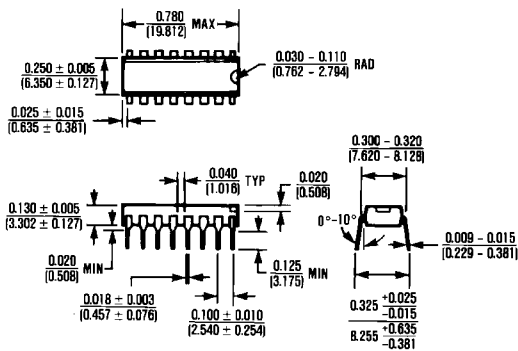 0.780
(19.812) MAX
0.250 ± 0.005
(6.350 ± 0.127)
0.030 – 0.110
(0.762 – 2.794) RAD
0.025 ± 0.015
(0.635 ± 0.381)
0.300 – 0.320
(7.620 – 8.128)
0.040
(1.016) TYP
0.020
(0.508)
0.130 ± 0.005
(3.302 ± 0.127)
0°–10°
0.009 – 0.015
(0.229 – 0.381)
0.020
(0.508) MIN
0.125
(3.175) MIN
0.018 ± 0.003
(0.457 ± 0.076)
0.100 ± 0.010
(2.540 ± 0.254)
0.325 +0.025
–0.015
8.255 +0.635
–0.381